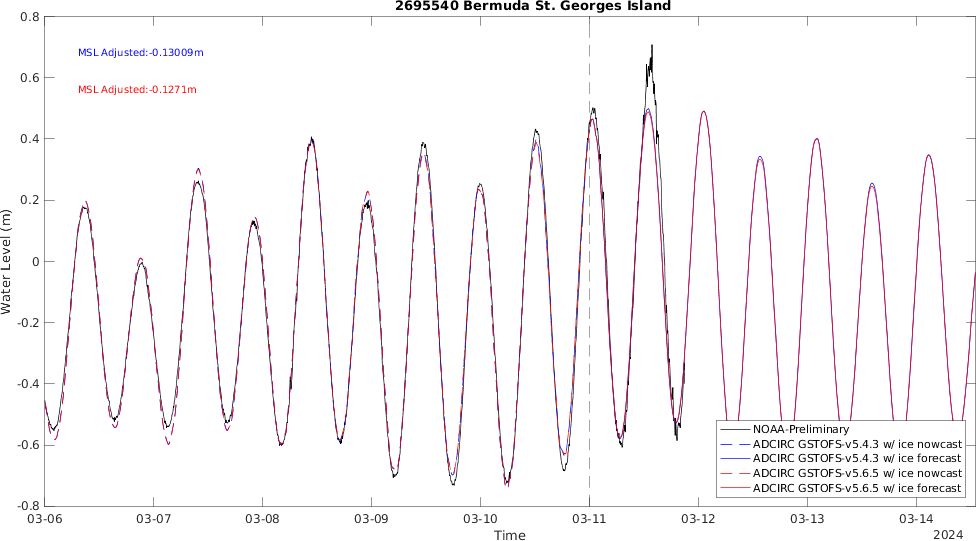 2695540 Bermuda St. Georges Island
MSL Adjusted:-0.13009m
MSL Adjusted:-0.1271m
0.8
0.6
0.4
0.2
0
-0.2
-0.4
-0.6
-0.8
Water Level (m)
NOAA-Preliminary
ADCIRC GSTOFS-v5.4.3 w/ ice nowcast
ADCIRC GSTOFS-v5.4.3 w/ ice forecast
ADCIRC GSTOFS-v5.6.5 w/ ice nowcast
ADCIRC GSTOFS-v5.6.5 w/ ice forecast
03-06 03-07 03-08 03-09 03-10 03-11 03-12 03-13 03-14
Time
2024